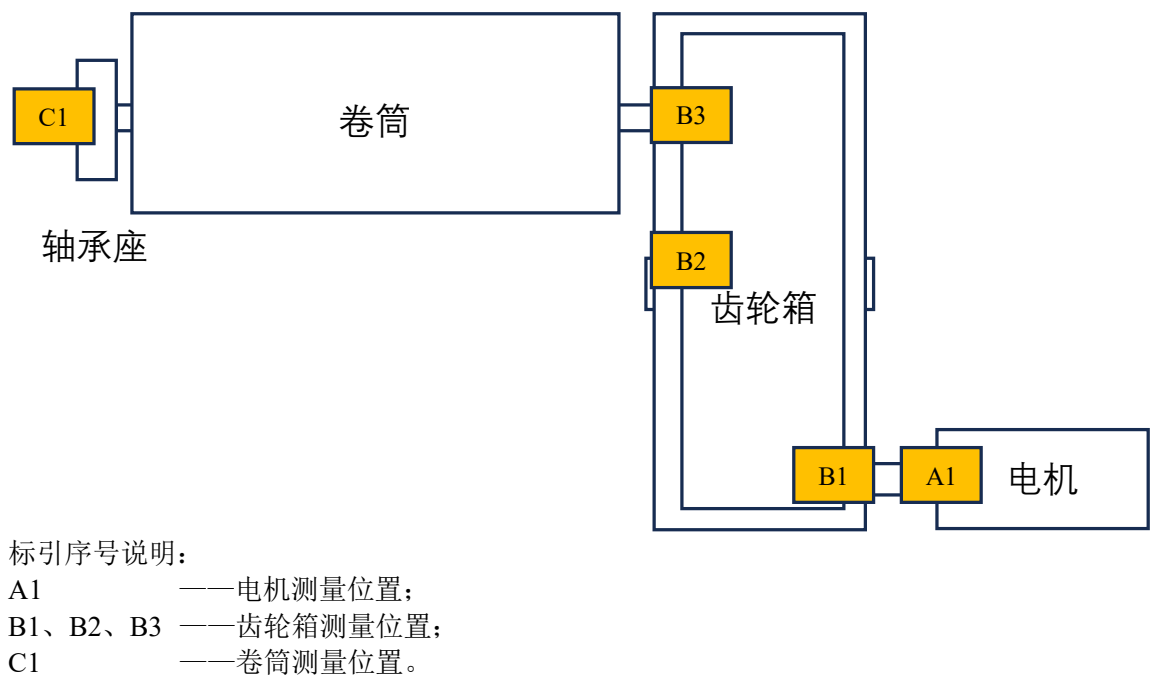 C1
卷筒
B3
轴承座
B2
齿轮箱
B1
A1
电机
标引序号说明：
A1 ——电机测量位置；
B1、B2、B3 ——齿轮箱测量位置；
C1 ——卷筒测量位置。